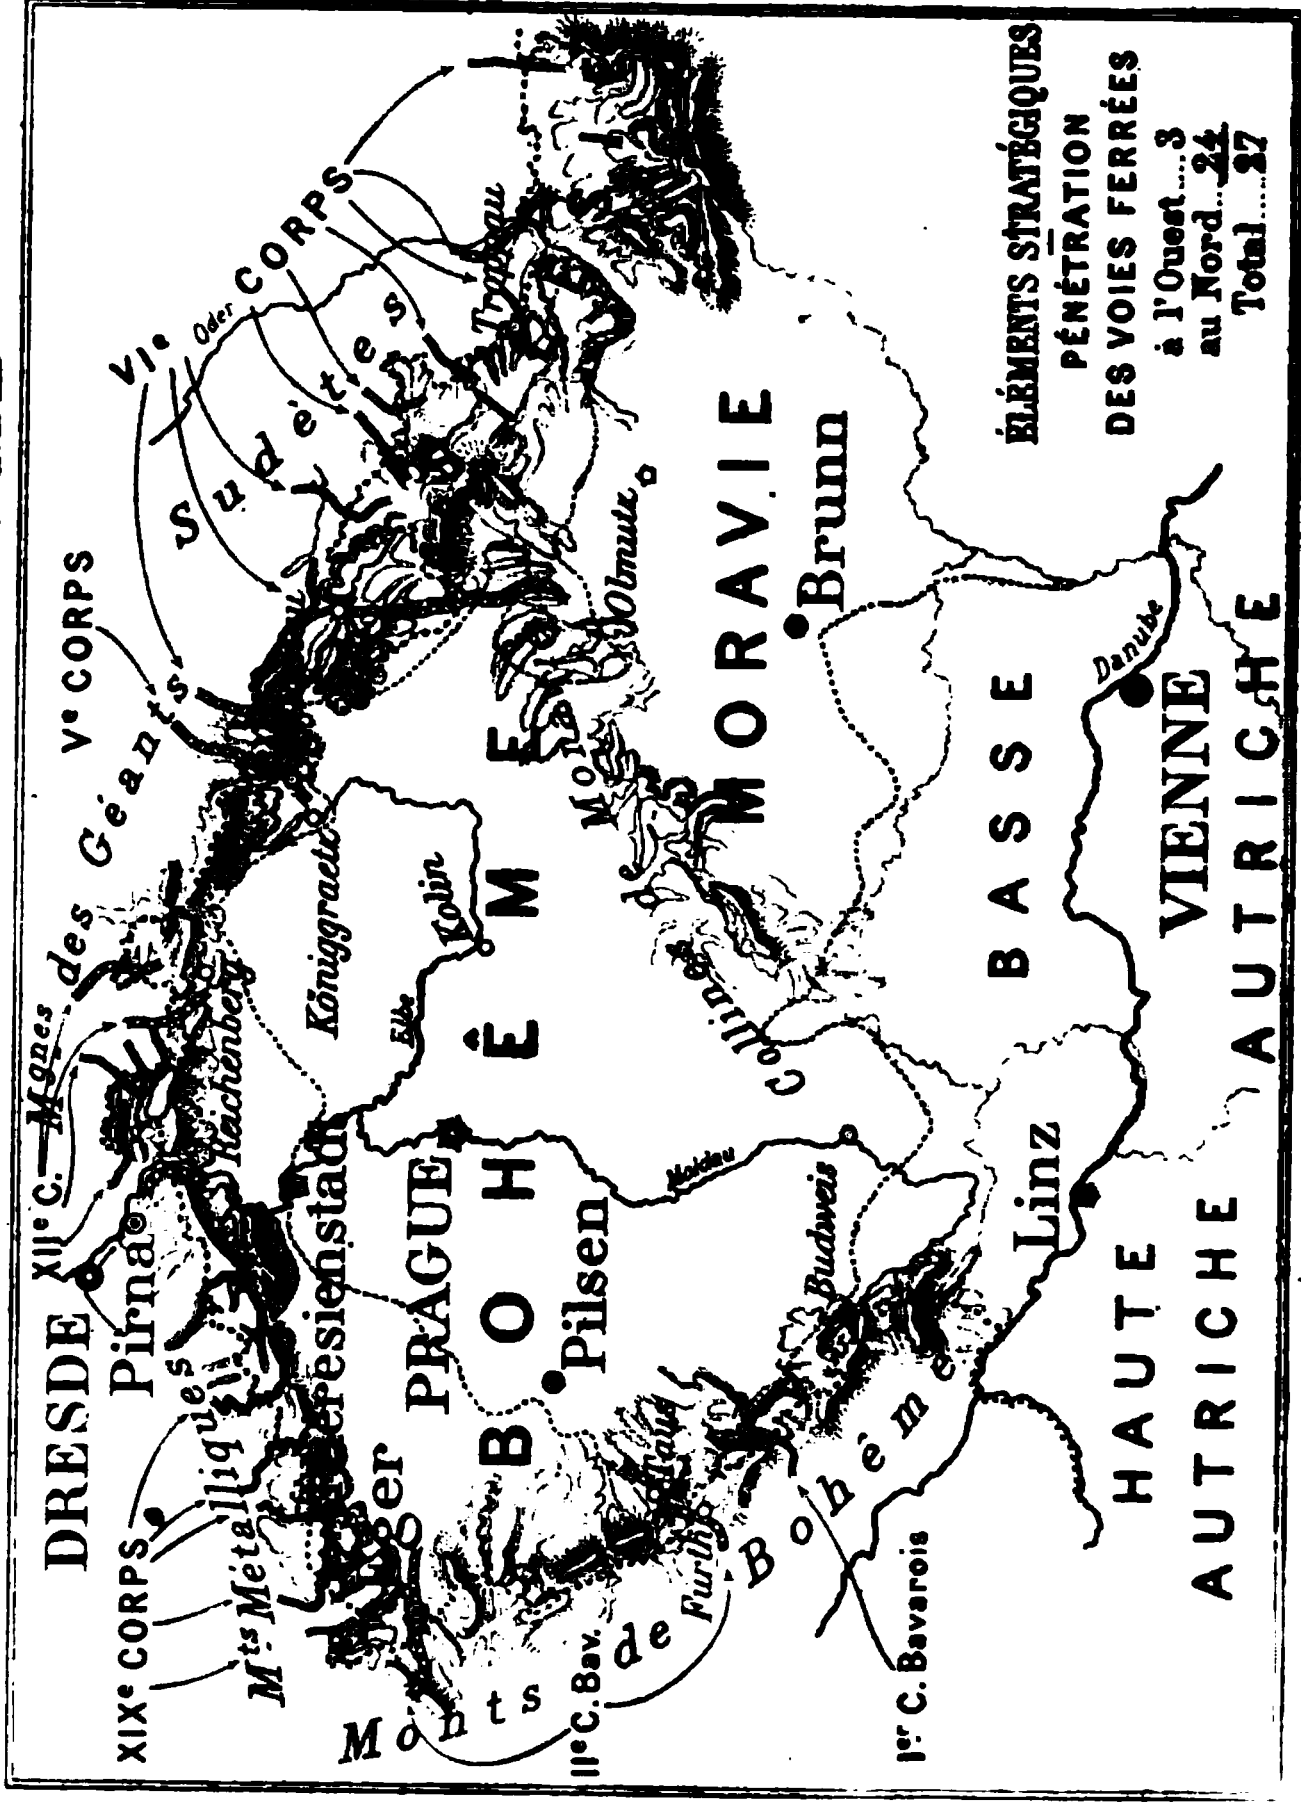 XIXe CORPS
DRESDE
XIIe C.
Mgnes des Géants
Ve CORPS
VIe CORPS
Oder
Sudètes
Pirna
Mts Métalliques
Reichenberg
Theresienstadt
Königgraetz
Troppau
Eger
PRAGUE
Elbe
Kolin
BOHÊME
Pilsen
Olmutz
Moldau
Collines de Moravie
MORAVIE
Brunn
Monts de Bohême
IIe C. Bav.
Furth
Taus
Budweis
Ier C. Bavarois
Linz
BASSE
AUTRICHE
Danube
VIENNE
HAUTE
AUTRICHE
ÉLÉMENTS STRATÉGIQUES
PÉNÉTRATION
DES VOIES FERRÉES
à l'Ouest....3
au Nord...24
Total.....27